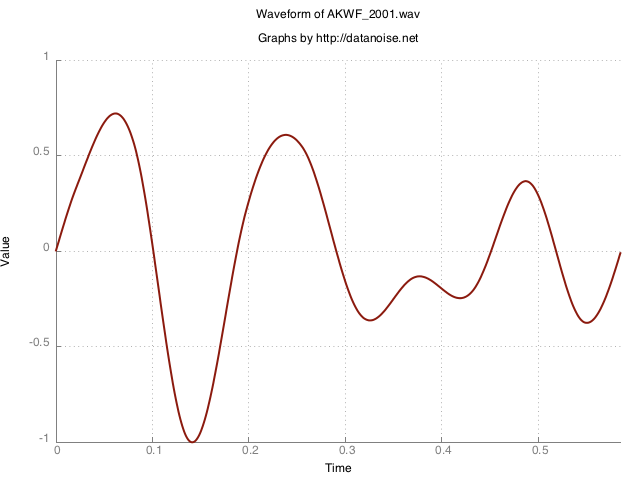 Waveform of AKWF_2001.wav
Graphs by http://datanoise.net
1
0.5
0
-0.5
-1
Value
0 0.1 0.2 0.3 0.4 0.5
Time